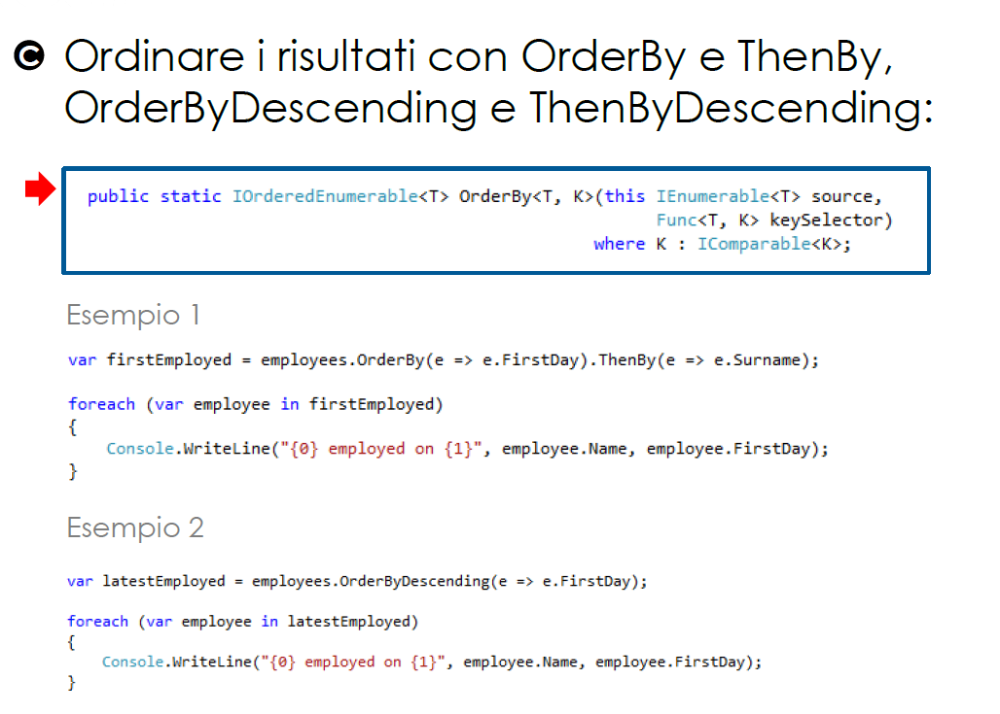 C Ordinare i risultati con OrderBy e ThenBy,
OrderByDescending e ThenByDescending:
public static IOrderedEnumerable<T> OrderBy<T, K>(this IEnumerable<T> source,
Func<T, K> keySelector)
where K : IComparable<K>;
Esempio 1
var firstEmployed = employees.OrderBy(e => e.FirstDay).ThenBy(e => e.Surname);
foreach (var employee in firstEmployed)
{
Console.WriteLine("{0} employed on {1}", employee.Name, employee.FirstDay);
}
Esempio 2
var latestEmployed = employees.OrderByDescending(e => e.FirstDay);
foreach (var employee in latestEmployed)
{
Console.WriteLine("{0} employed on {1}", employee.Name, employee.FirstDay);
}